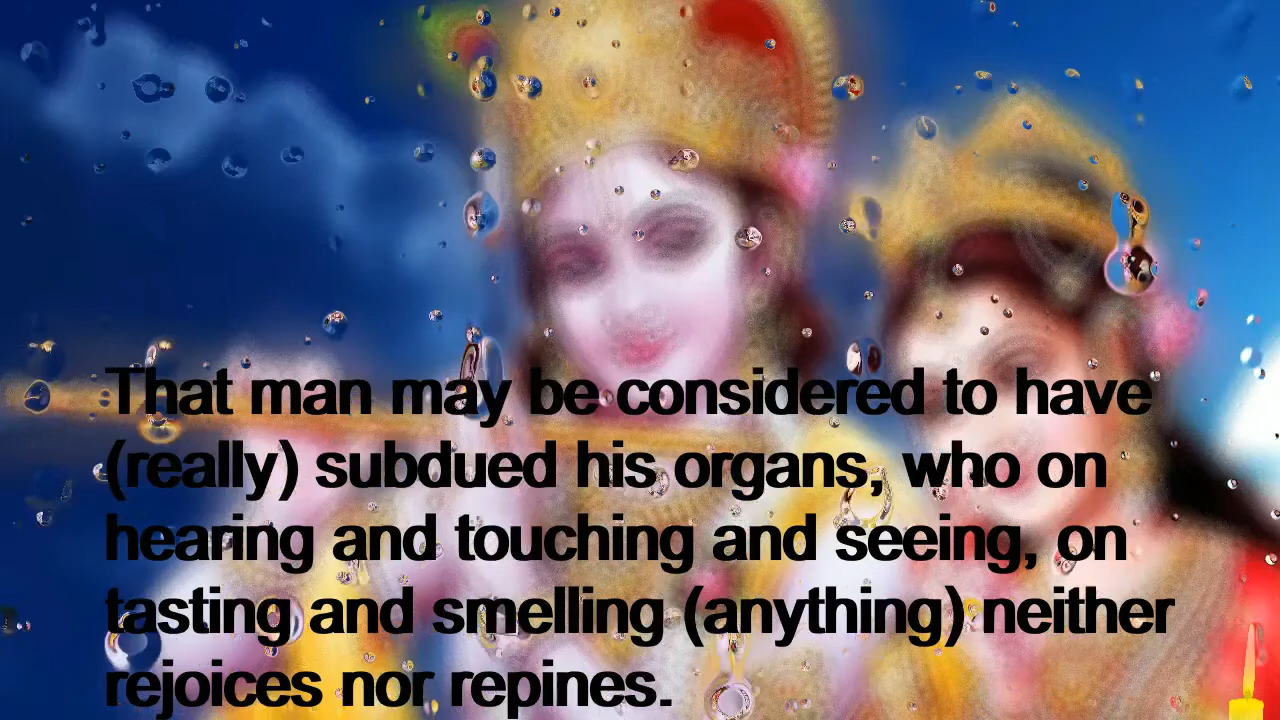 That man may be considered to have
(really) subdued his organs, who on
hearing and touching and seeing, on
tasting and smelling (anything) neither
rejoices nor repines.